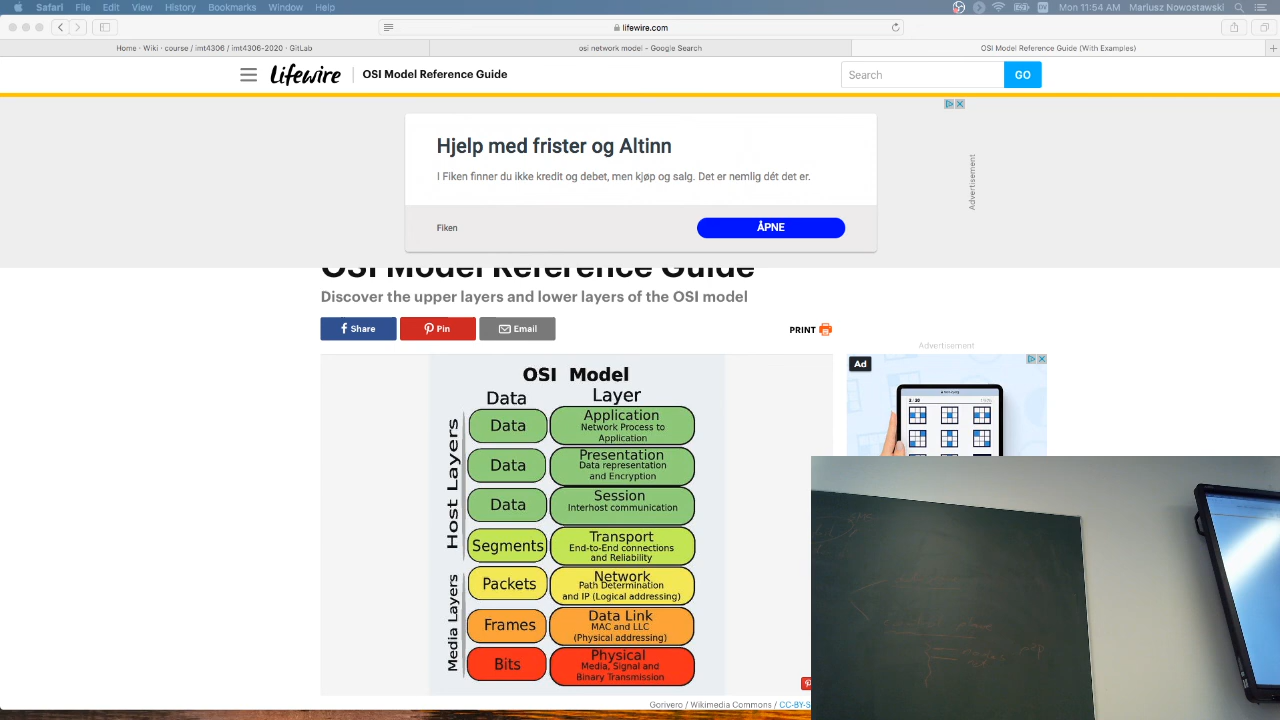 Safari File Edit View History Bookmarks Window Help Mon 11:54 AM Mariusz Nowostawski
lifewire.com
Home · Wiki · course / imt4306 / imt4306-2020 · GitLab
osi network model - Google Search
OSI Model Reference Guide (With Examples)
Lifewire OSI Model Reference Guide
Search GO
Hjelp med frister og Altinn
I Fiken finner du ikke kredit og debet, men kjøp og salg. Det er nemlig dét det er.
Fiken
ÅPNE
Advertisement
OSI Model Reference Guide
Discover the upper layers and lower layers of the OSI model
Share Pin Email
PRINT
Advertisement
Ad
OSI Model
Data Layer
Host Layers
Data Application
Network Process to
Application
Data Presentation
Data representation
and Encryption
Data Session
Interhost communication
Segments Transport
End-to-End connections
and Reliability
Media Layers
Packets Network
Path Determination
and IP (Logical addressing)
Frames Data Link
MAC and LLC
(Physical addressing)
Bits Physical
Media, Signal and
Binary Transmission
Gorivero / Wikimedia Commons / CC-BY-S